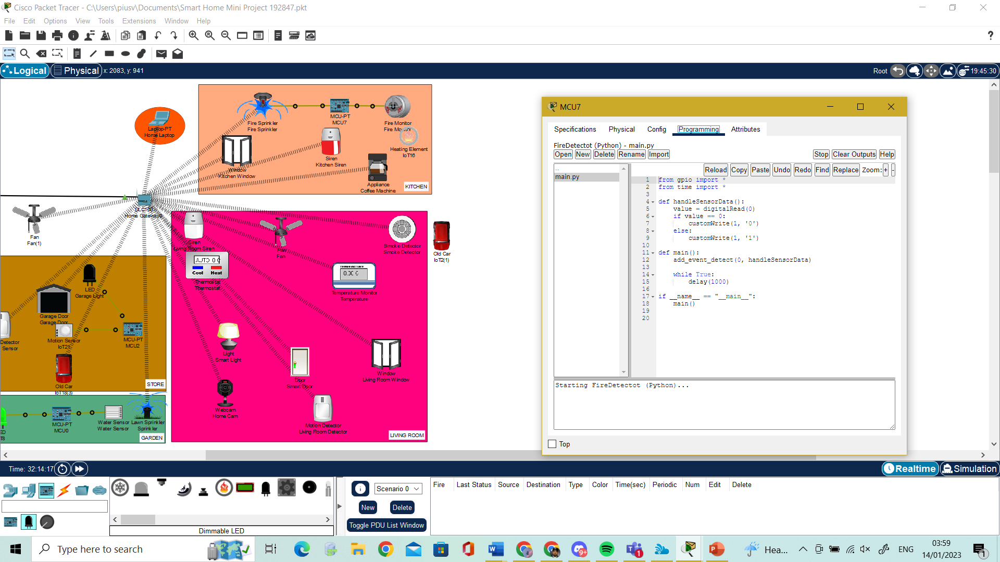 Cisco Packet Tracer - C:\Users\piusv\Documents\Smart Home Mini Project 192847.pkt
File Edit Options View Tools Extensions Window Help
Logical Physical x: 2083, y: 941 Root 19:45:30
Laptop-PT
Home Laptop
Fire Sprinkler
Fire Sprinkler
MCU-PT
MCU7
Fire Monitor
Fire Monitor
Heating Element
IoT16
Window
Kitchen Window
Siren
Kitchen Siren
Appliance
Coffee Machine
KITCHEN
DLC100
Home Gateway0
Fan
Fan(1)
Siren
Living Room Siren
Fan
Fan
Smoke Detector
Smoke Detector
Old Car
IoT2(1)
AUTO 0.0
Cool Heat
Thermostat
Thermostat
TEMPERATURE
0.00 C
Temperature Monitor
Temperature
LED
Garage Light
Garage Door
Garage Door
Motion Sensor
IoT21
MCU-PT
MCU2
Detector
Sensor
Old Car
IoT18(3)
STORE
Light
Smart Light
Door
Smart Door
Window
Living Room Window
Webcam
Home Cam
Motion Detector
Living Room Detector
LIVING ROOM
ED
T8
MCU-PT
MCU0
Water Sensor
Water Sensor
Lawn Sprinkler
Sprinkler
GARDEN
MCU7
Specifications Physical Config Programming Attributes
FireDetectot (Python) - main.py
Open New Delete Rename Import Stop Clear Outputs Help
..
main.py
Reload Copy Paste Undo Redo Find Replace Zoom: + -
1 from gpio import *
2 from time import *
3
4 def handleSensorData():
5 value = digitalRead(0)
6 if value == 0:
7 customWrite(1, '0')
8 else:
9 customWrite(1, '1')
10
11 def main():
12 add_event_detect(0, handleSensorData)
13
14 while True:
15 delay(1000)
16
17 if __name__ == "__main__":
18 main()
19
20
Starting FireDetectot (Python)...
Top
Time: 32:14:17 Realtime Simulation
Scenario 0
New Delete
Toggle PDU List Window
Fire Last Status Source Destination Type Color Time(sec) Periodic Num Edit Delete
Dimmable LED
Type here to search
9+
1
Hea...
ENG
03:59
14/01/2023
1